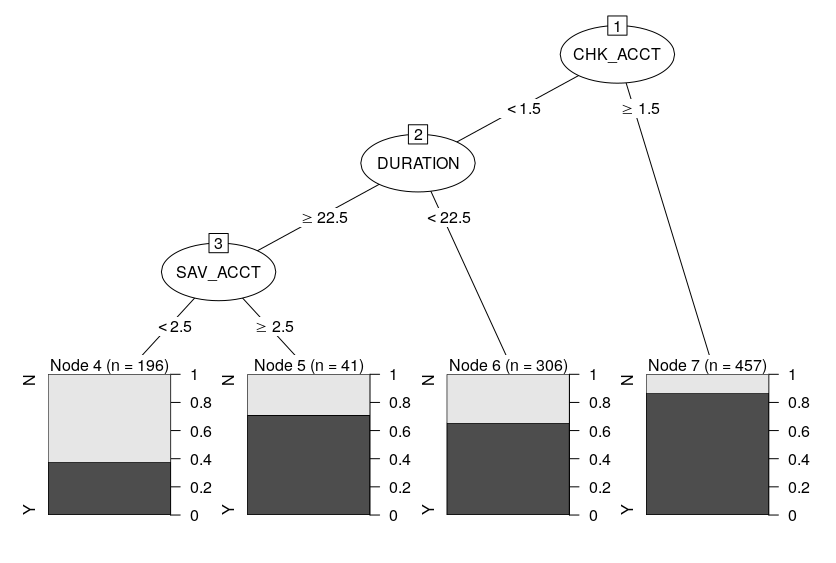 1
CHK_ACCT
< 1.5
≥ 1.5
2
DURATION
≥ 22.5
< 22.5
3
SAV_ACCT
< 2.5
≥ 2.5
Node 4 (n = 196)
N
Y
1
0.8
0.6
0.4
0.2
0
Node 5 (n = 41)
N
Y
1
0.8
0.6
0.4
0.2
0
Node 6 (n = 306)
N
Y
1
0.8
0.6
0.4
0.2
0
Node 7 (n = 457)
N
Y
1
0.8
0.6
0.4
0.2
0